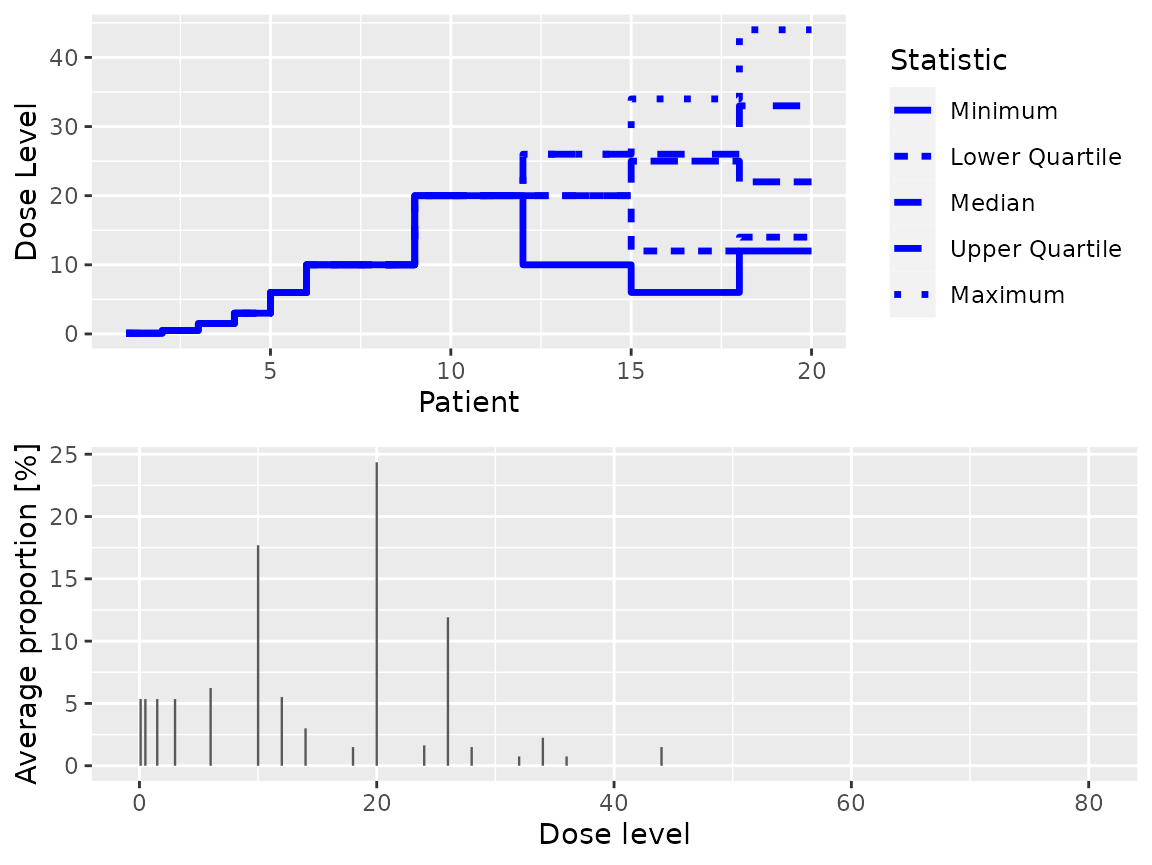 Dose Level
40
30
20
10
0
5
10
15
20
Patient
Statistic
Minimum
Lower Quartile
Median
Upper Quartile
Maximum
Average proportion [%]
25
20
15
10
5
0
0
20
40
60
80
Dose level